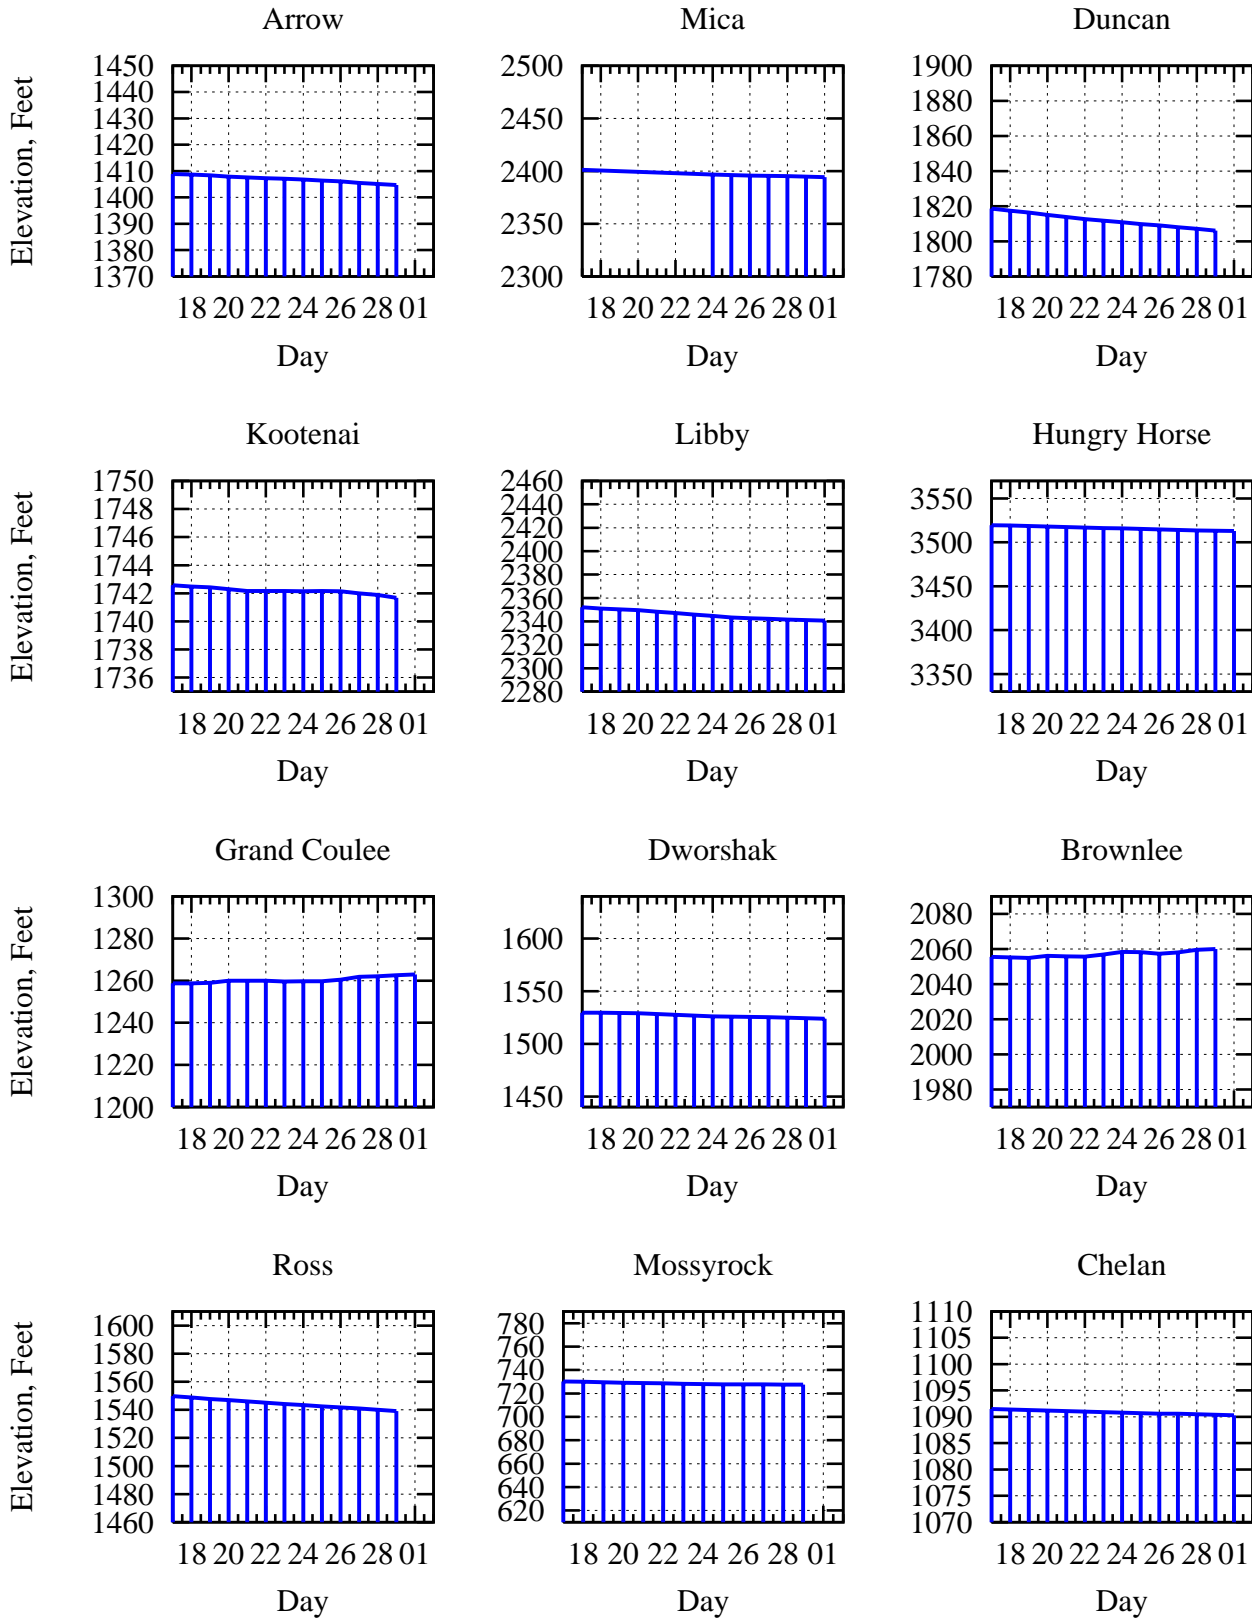 Arrow Mica Duncan
Elevation, Feet
1450 1440 1430 1420 1410 1400 1390 1380 1370
2500 2450 2400 2350 2300
1900 1880 1860 1840 1820 1800 1780
18 20 22 24 26 28 01 18 20 22 24 26 28 01 18 20 22 24 26 28 01
Day Day Day
Kootenai Libby Hungry Horse
Elevation, Feet
1750 1748 1746 1744 1742 1740 1738 1736
2460 2440 2420 2400 2380 2360 2340 2320 2300 2280
3550 3500 3450 3400 3350
18 20 22 24 26 28 01 18 20 22 24 26 28 01 18 20 22 24 26 28 01
Day Day Day
Grand Coulee Dworshak Brownlee
Elevation, Feet
1300 1280 1260 1240 1220 1200
1600 1550 1500 1450
2080 2060 2040 2020 2000 1980
18 20 22 24 26 28 01 18 20 22 24 26 28 01 18 20 22 24 26 28 01
Day Day Day
Ross Mossyrock Chelan
Elevation, Feet
1600 1580 1560 1540 1520 1500 1480 1460
780 760 740 720 700 680 660 640 620
1110 1105 1100 1095 1090 1085 1080 1075 1070
18 20 22 24 26 28 01 18 20 22 24 26 28 01 18 20 22 24 26 28 01
Day Day Day